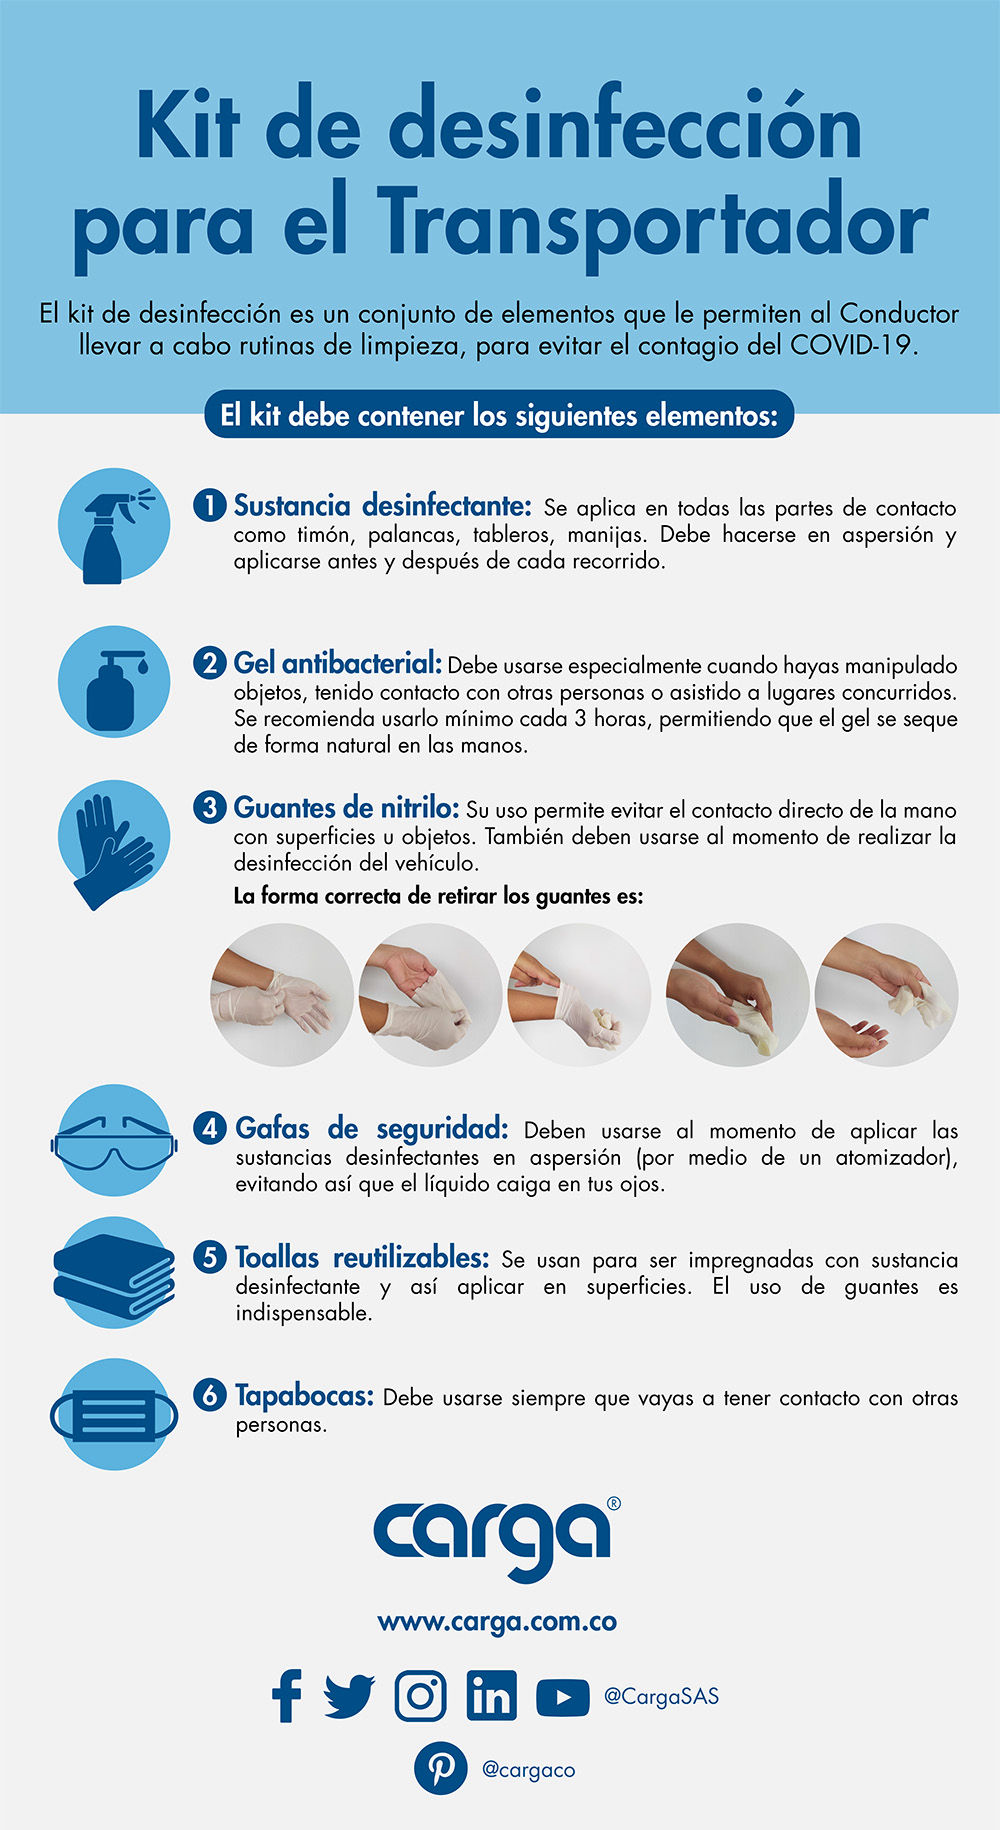 Kit de desinfección
para el Transportador
El kit de desinfección es un conjunto de elementos que le permiten al Conductor
llevar a cabo rutinas de limpieza, para evitar el contagio del COVID-19.
El kit debe contener los siguientes elementos:
1 Sustancia desinfectante: Se aplica en todas las partes de contacto
como timón, palancas, tableros, manijas. Debe hacerse en aspersión y
aplicarse antes y después de cada recorrido.
2 Gel antibacterial: Debe usarse especialmente cuando hayas manipulado
objetos, tenido contacto con otras personas o asistido a lugares concurridos.
Se recomienda usarlo mínimo cada 3 horas, permitiendo que el gel se seque
de forma natural en las manos.
3 Guantes de nitrilo: Su uso permite evitar el contacto directo de la mano
con superficies u objetos. También deben usarse al momento de realizar la
desinfección del vehículo.
La forma correcta de retirar los guantes es:
4 Gafas de seguridad: Deben usarse al momento de aplicar las
sustancias desinfectantes en aspersión (por medio de un atomizador),
evitando así que el líquido caiga en tus ojos.
5 Toallas reutilizables: Se usan para ser impregnadas con sustancia
desinfectante y así aplicar en superficies. El uso de guantes es
indispensable.
6 Tapabocas: Debe usarse siempre que vayas a tener contacto con otras
personas.
carga®
www.carga.com.co
@CargaSAS
@cargaco